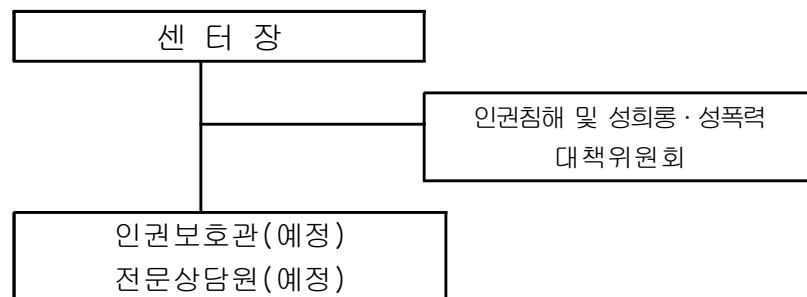 센 터 장
인권침해 및 성희롱·성폭력
대책위원회
인권보호관(예정)
전문상담원(예정)